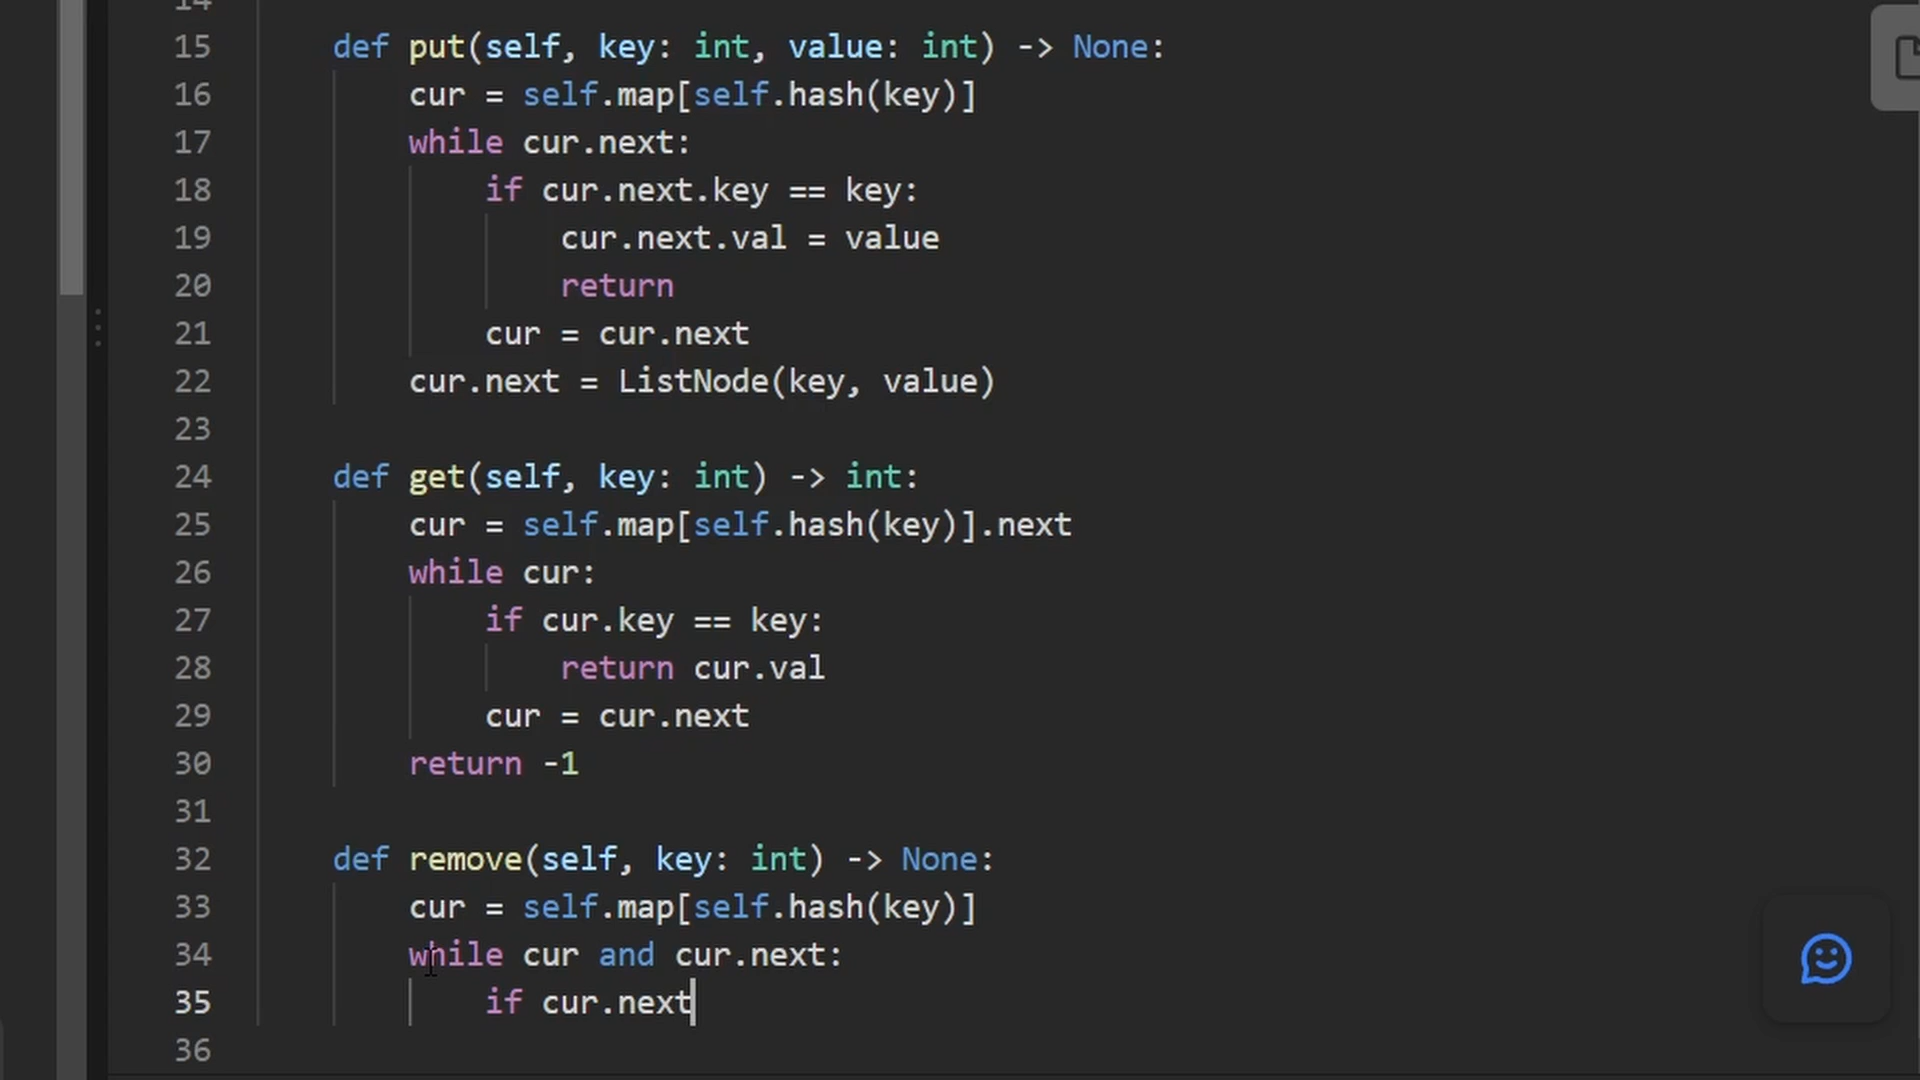 14
15 def put(self, key: int, value: int) -> None:
16 cur = self.map[self.hash(key)]
17 while cur.next:
18 if cur.next.key == key:
19 cur.next.val = value
20 return
21 cur = cur.next
22 cur.next = ListNode(key, value)
23
24 def get(self, key: int) -> int:
25 cur = self.map[self.hash(key)].next
26 while cur:
27 if cur.key == key:
28 return cur.val
29 cur = cur.next
30 return -1
31
32 def remove(self, key: int) -> None:
33 cur = self.map[self.hash(key)]
34 while cur and cur.next:
35 if cur.next
36